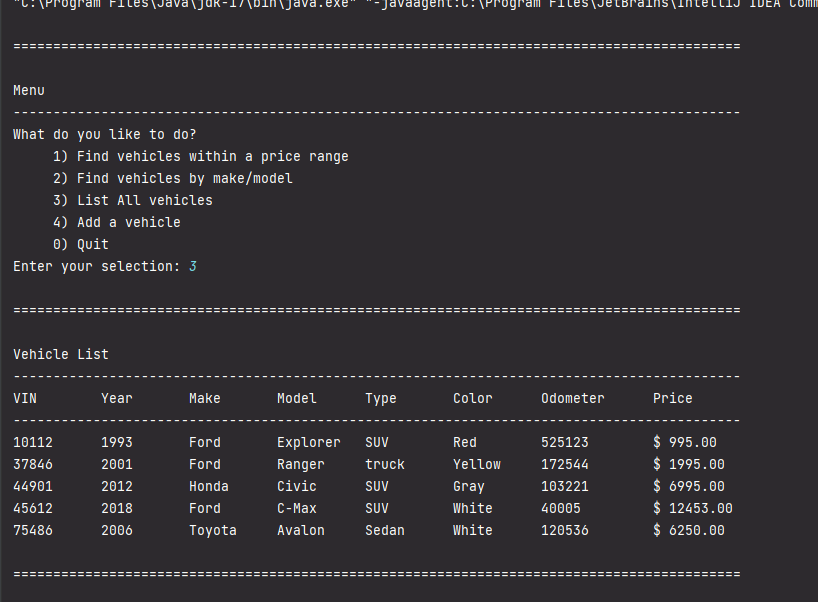 "C:\Program Files\Java\jdk-17\bin\java.exe" "-javaagent:C:\Program Files\JetBrains\IntelliJ IDEA Comm
===========================================================================================
Menu
-------------------------------------------------------------------------------------------
What do you like to do?
     1) Find vehicles within a price range
     2) Find vehicles by make/model
     3) List All vehicles
     4) Add a vehicle
     0) Quit
Enter your selection: 3
===========================================================================================
Vehicle List
-------------------------------------------------------------------------------------------
VIN        Year       Make       Model      Type       Color      Odometer      Price
-------------------------------------------------------------------------------------------
10112      1993       Ford       Explorer   SUV        Red        525123        $ 995.00
37846      2001       Ford       Ranger     truck      Yellow     172544        $ 1995.00
44901      2012       Honda      Civic      SUV        Gray       103221        $ 6995.00
45612      2018       Ford       C-Max      SUV        White      40005         $ 12453.00
75486      2006       Toyota     Avalon     Sedan      White      120536        $ 6250.00
===========================================================================================